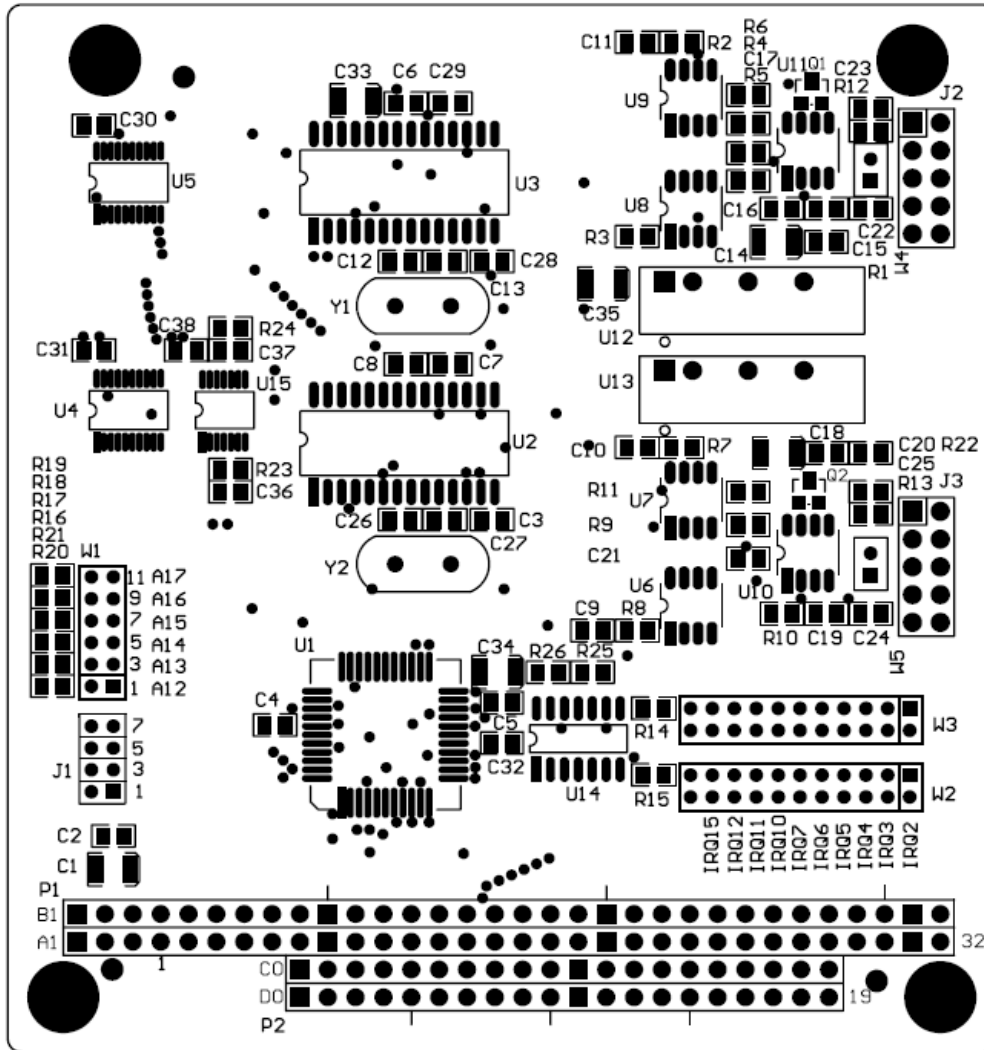 C11
R2
R6
R4
C17
R5
U11
Q1
C23
R12
J2
C33
C6
C29
U9
C30
U5
U3
U8
C16
C22
R3
C14
C15
W4
C12
C28
C13
R1
Y1
C35
U12
C38
R24
C31
C37
C8
C7
U13
U15
U4
U2
C10
R7
C18
C20
R22
C25
R19
R18
R17
R16
R21
R20
R23
C36
R11
U7
Q2
R13
J3
C26
C3
C27
R9
C21
W1
Y2
U6
U10
11 A17
9 A16
7 A15
5 A14
3 A13
1 A12
C9
R8
R10
C19
C24
W5
U1
C34
R26
R25
C4
C5
R14
W3
7
5
J1
3
1
C32
U14
R15
W2
C2
C1
IRQ15
IRQ12
IRQ11
IRQ10
IRQ7
IRQ6
IRQ5
IRQ4
IRQ3
IRQ2
P1
B1
A1
32
1
C0
D0
19
P2